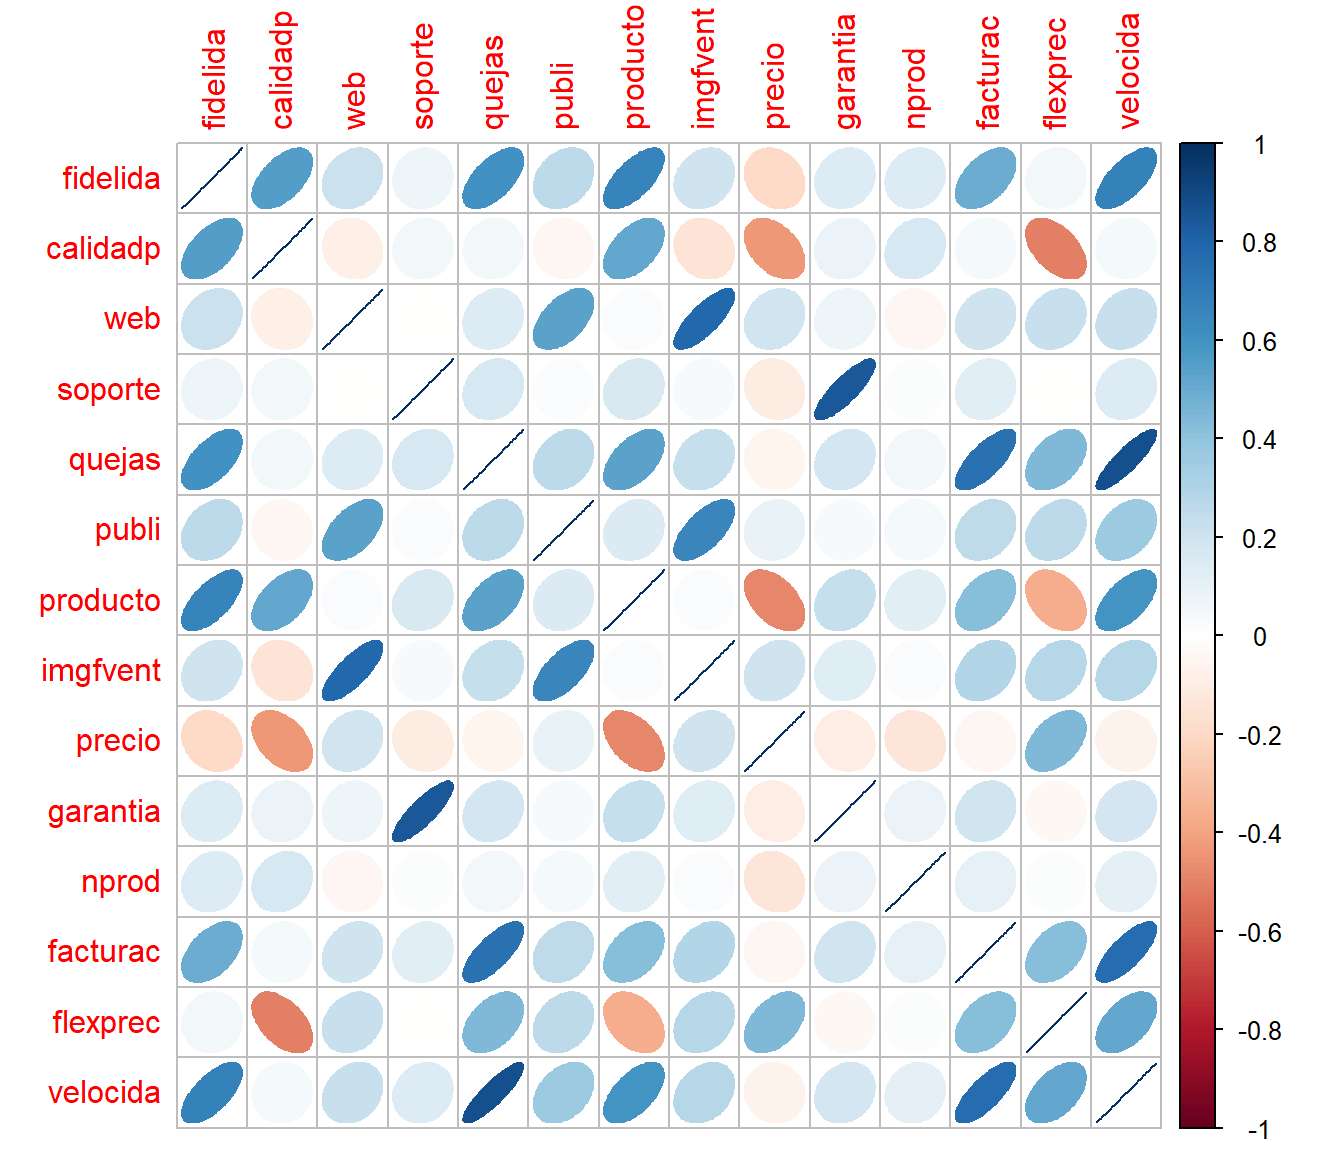 fidelida
calidadp
web
soporte
quejas
publi
producto
imgfvent
precio
garantia
nprod
facturac
flexprec
velocida
fidelida
calidadp
web
soporte
quejas
publi
producto
imgfvent
precio
garantia
nprod
facturac
flexprec
velocida
1
0.8
0.6
0.4
0.2
0
-0.2
-0.4
-0.6
-0.8
-1